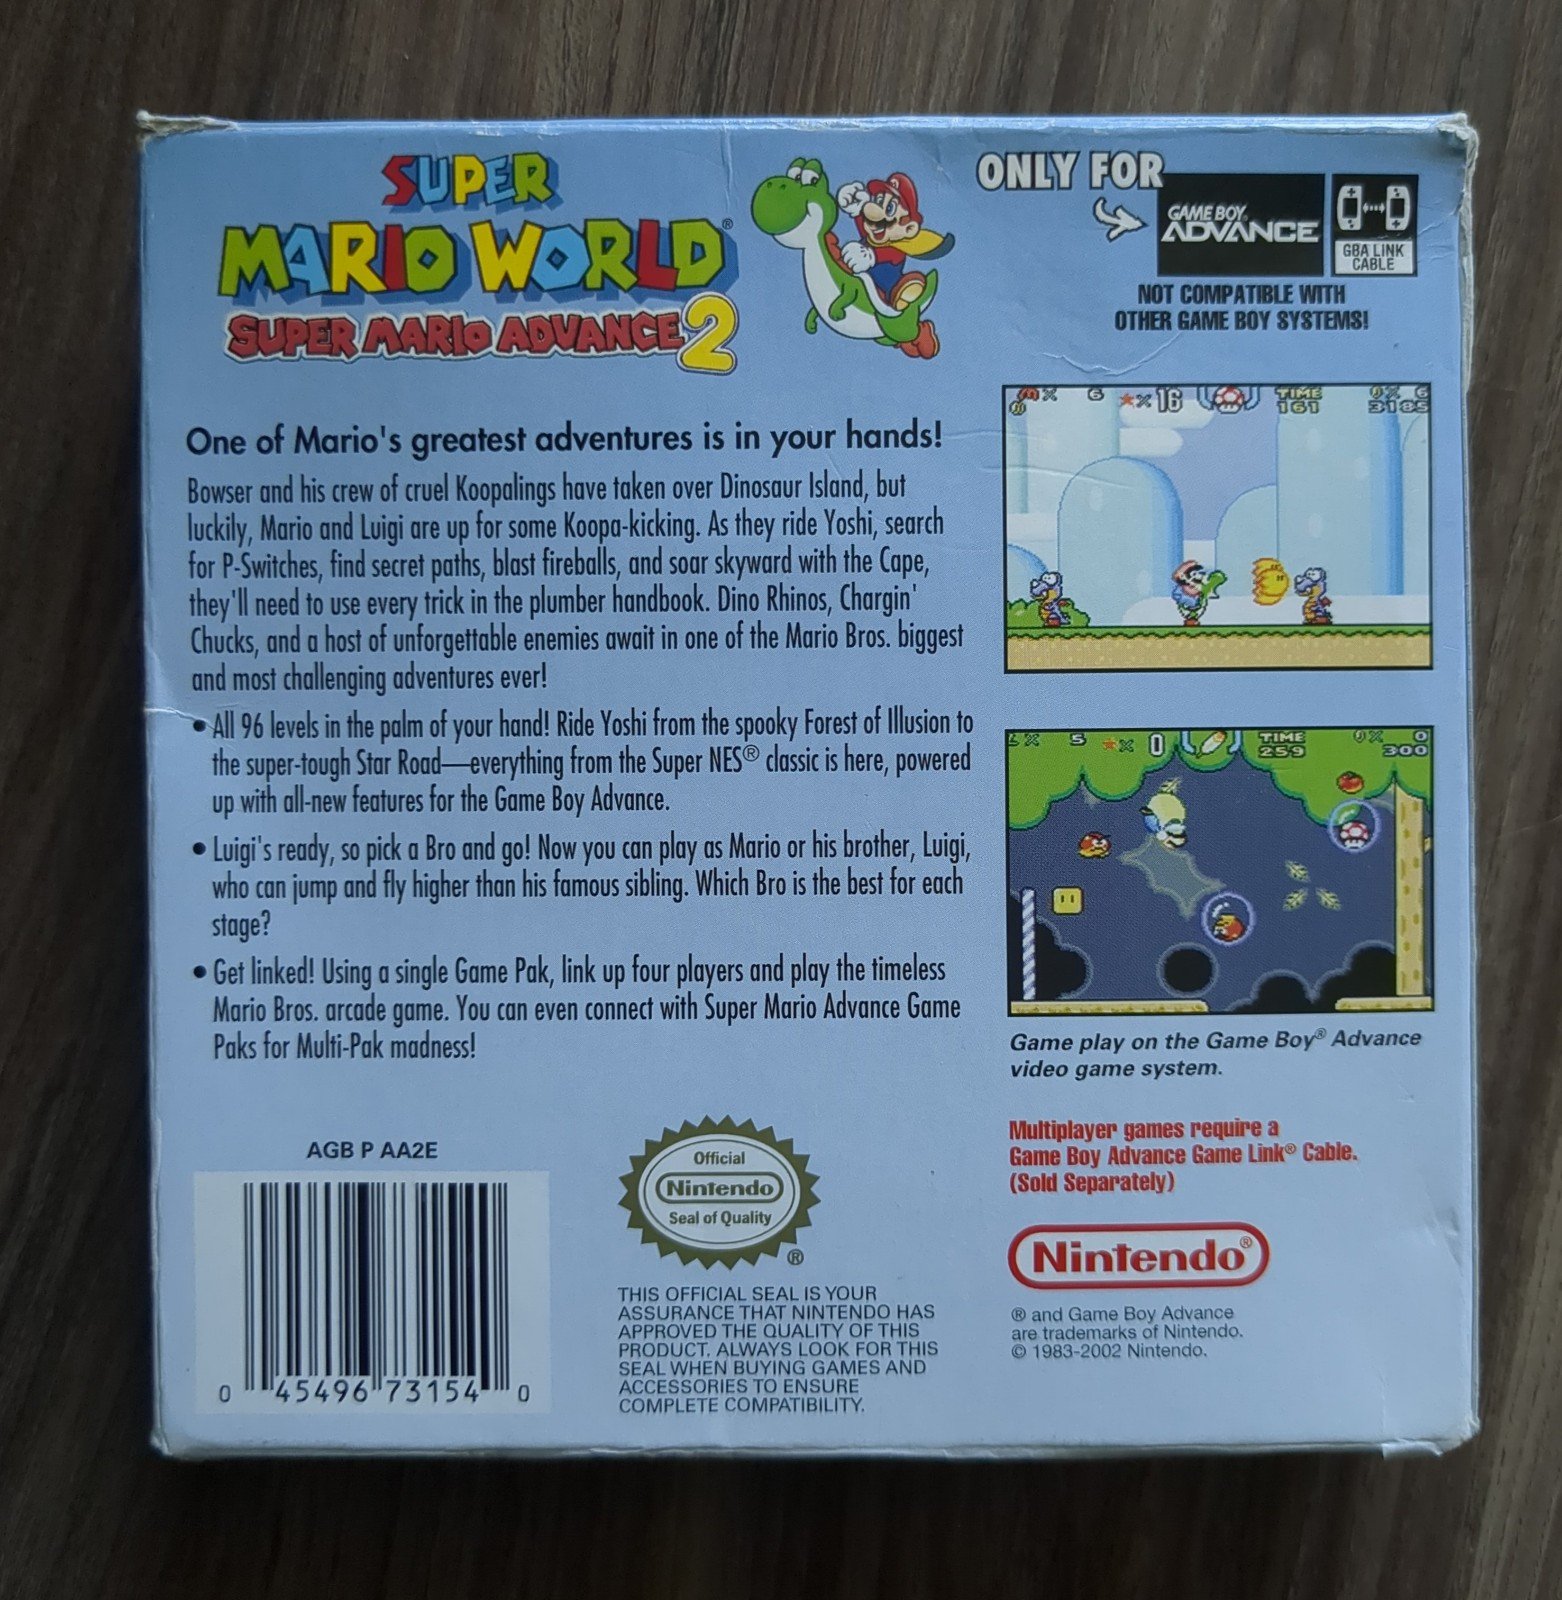 SUPER
MARIO WORLD®
SUPER MARIO ADVANCE 2
ONLY FOR
GAME BOY
ADVANCE
GBA LINK
CABLE
NOT COMPATIBLE WITH
OTHER GAME BOY SYSTEMS!
One of Mario's greatest adventures is in your hands!
Bowser and his crew of cruel Koopalings have taken over Dinosaur Island, but
luckily, Mario and Luigi are up for some Koopa-kicking. As they ride Yoshi, search
for P-Switches, find secret paths, blast fireballs, and soar skyward with the Cape,
they'll need to use every trick in the plumber handbook. Dino Rhinos, Chargin'
Chucks, and a host of unforgettable enemies await in one of the Mario Bros. biggest
and most challenging adventures ever!
• All 96 levels in the palm of your hand! Ride Yoshi from the spooky Forest of Illusion to
the super-tough Star Road—everything from the Super NES® classic is here, powered
up with all-new features for the Game Boy Advance.
• Luigi's ready, so pick a Bro and go! Now you can play as Mario or his brother, Luigi,
who can jump and fly higher than his famous sibling. Which Bro is the best for each
stage?
• Get linked! Using a single Game Pak, link up four players and play the timeless
Mario Bros. arcade game. You can even connect with Super Mario Advance Game
Paks for Multi-Pak madness!
M X 6 ★ X 16 TIME 0 X 6
0 161 3185
L X 5 ★ X 0 TIME 0 X 0
259 300
Game play on the Game Boy® Advance
video game system.
Multiplayer games require a
Game Boy Advance Game Link® Cable.
(Sold Separately)
Nintendo®
® and Game Boy Advance
are trademarks of Nintendo.
© 1983-2002 Nintendo.
AGB P AA2E
0 45496 73154 0
Official
Nintendo
Seal of Quality
®
THIS OFFICIAL SEAL IS YOUR
ASSURANCE THAT NINTENDO HAS
APPROVED THE QUALITY OF THIS
PRODUCT. ALWAYS LOOK FOR THIS
SEAL WHEN BUYING GAMES AND
ACCESSORIES TO ENSURE
COMPLETE COMPATIBILITY.